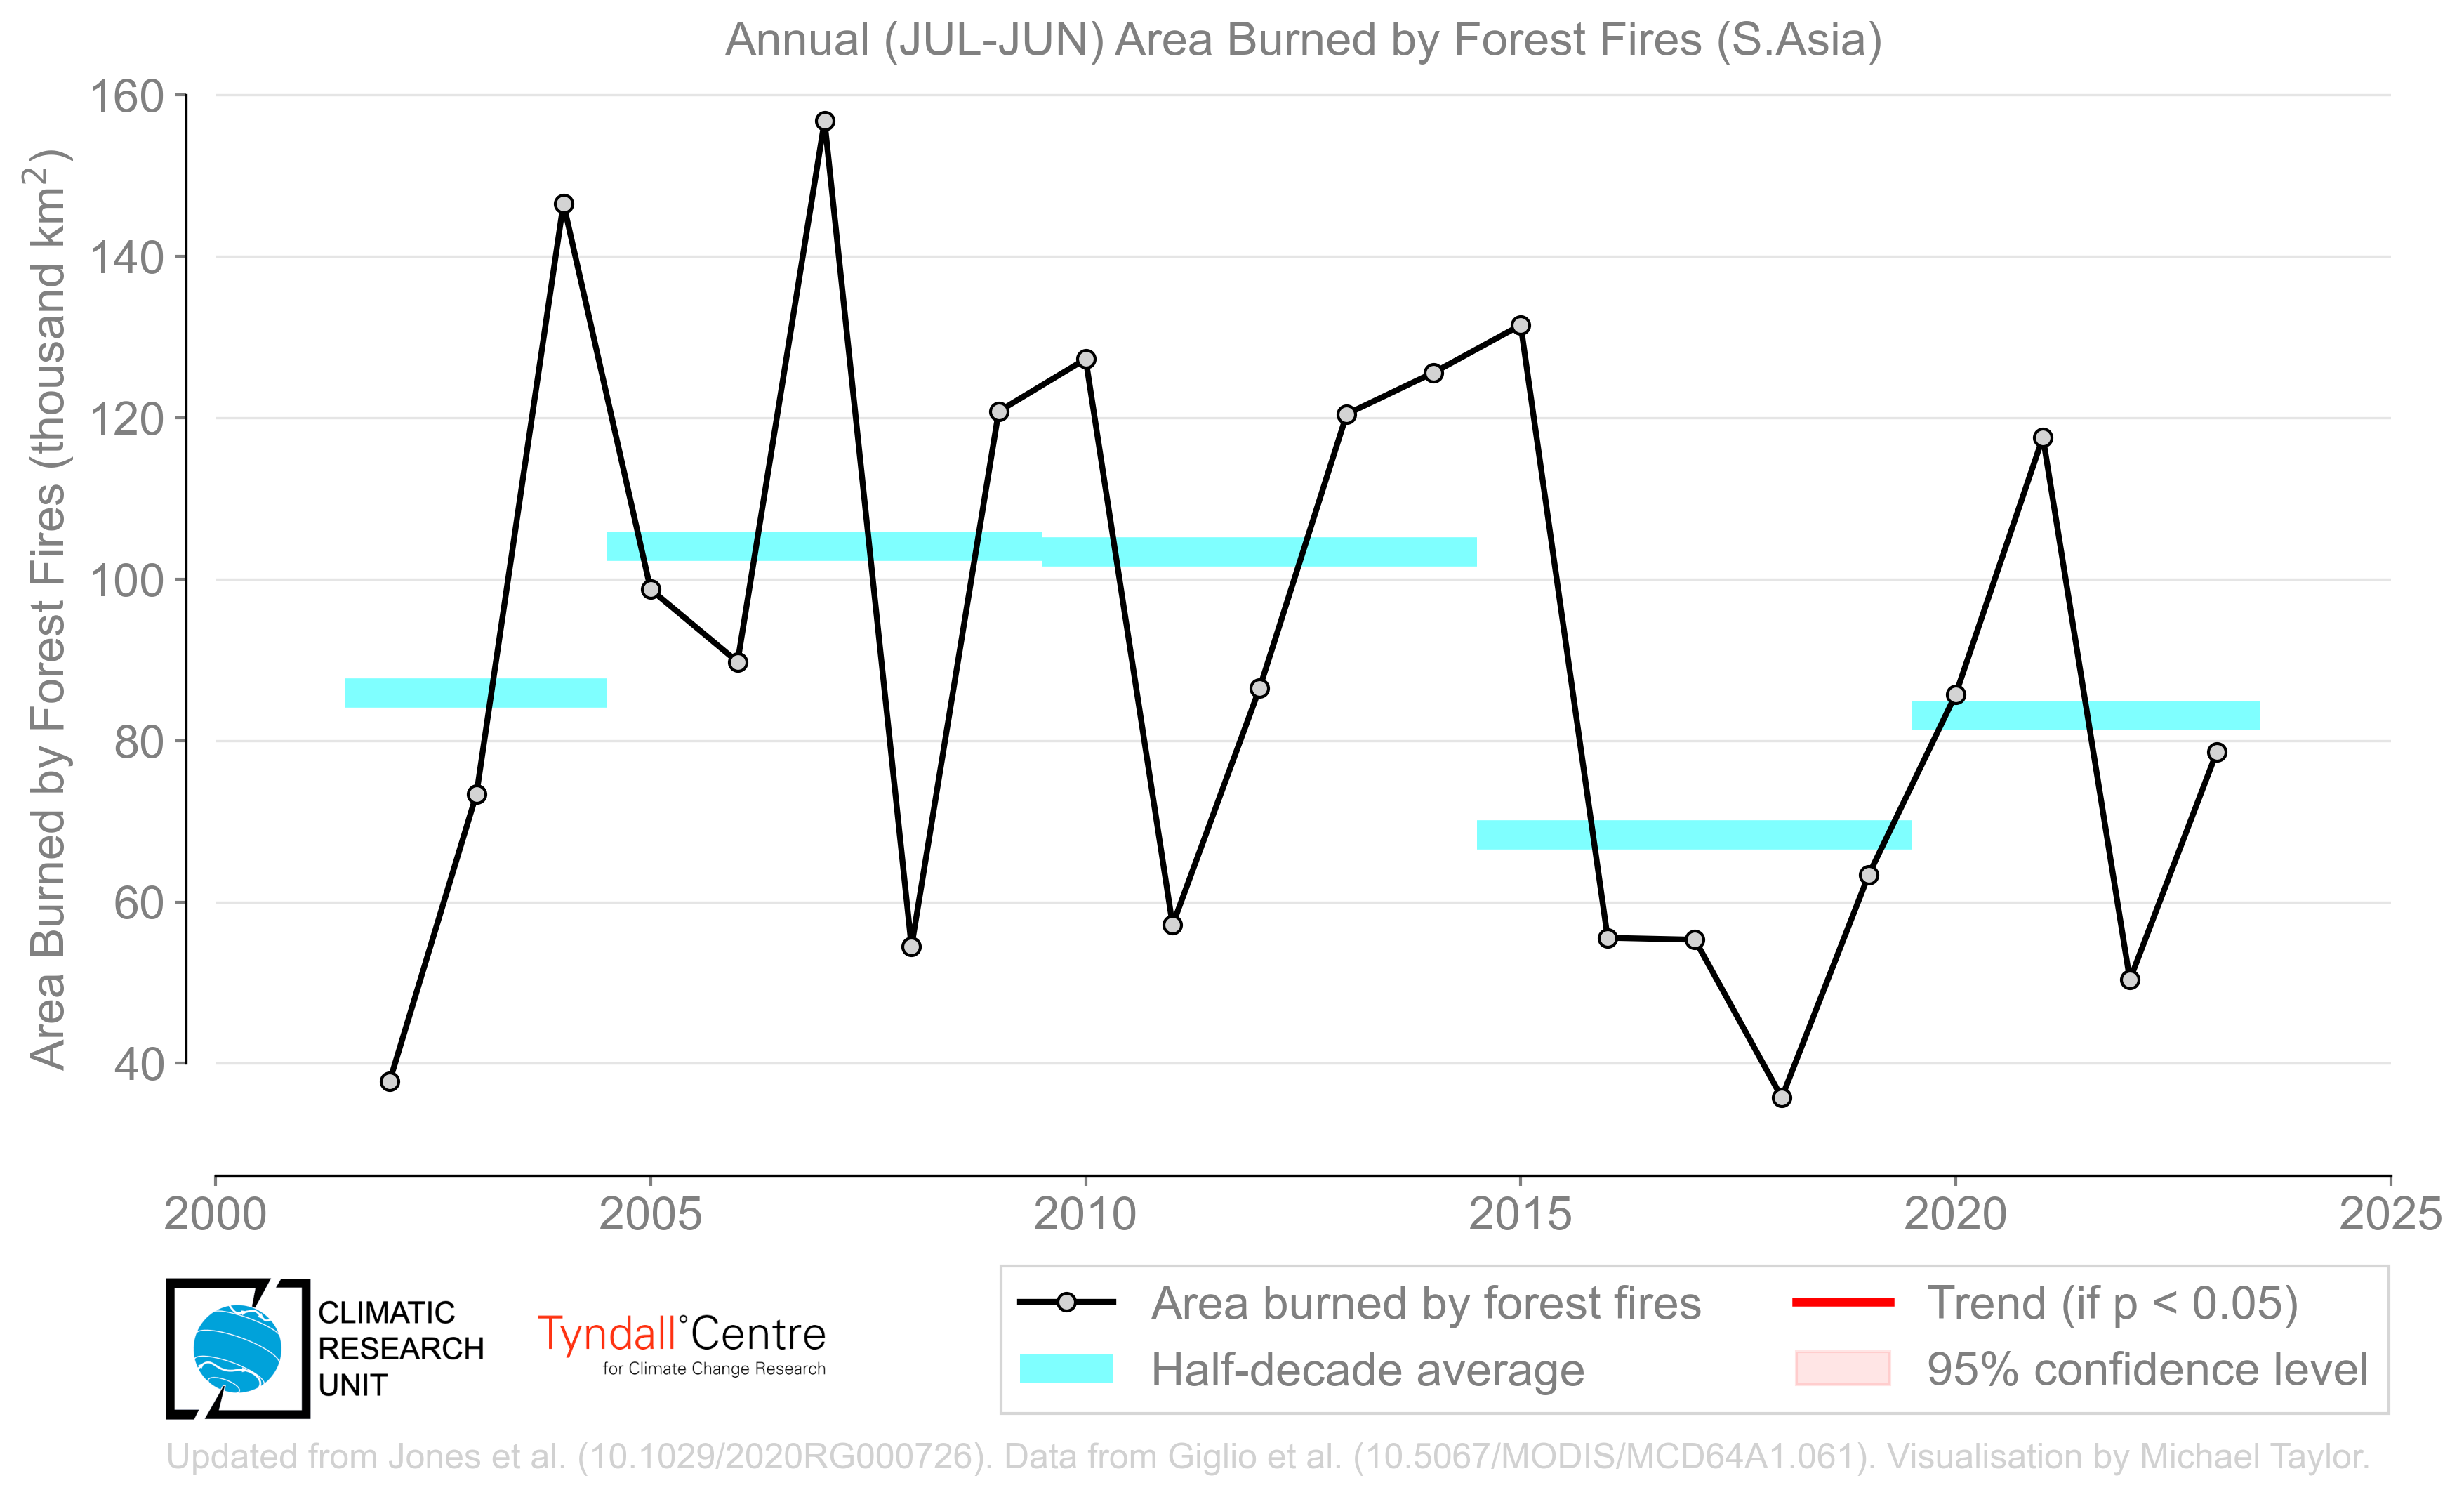 Annual (JUL-JUN) Area Burned by Forest Fires (S.Asia)
Area Burned by Forest Fires (thousand km²)
160
140
120
100
80
60
40
2000 2005 2010 2015 2020 2025
CLIMATIC
RESEARCH
UNIT
Tyndall°Centre
for Climate Change Research
Area burned by forest fires
Half-decade average
Trend (if p < 0.05)
95% confidence level
Updated from Jones et al. (10.1029/2020RG000726). Data from Giglio et al. (10.5067/MODIS/MCD64A1.061). Visualisation by Michael Taylor.